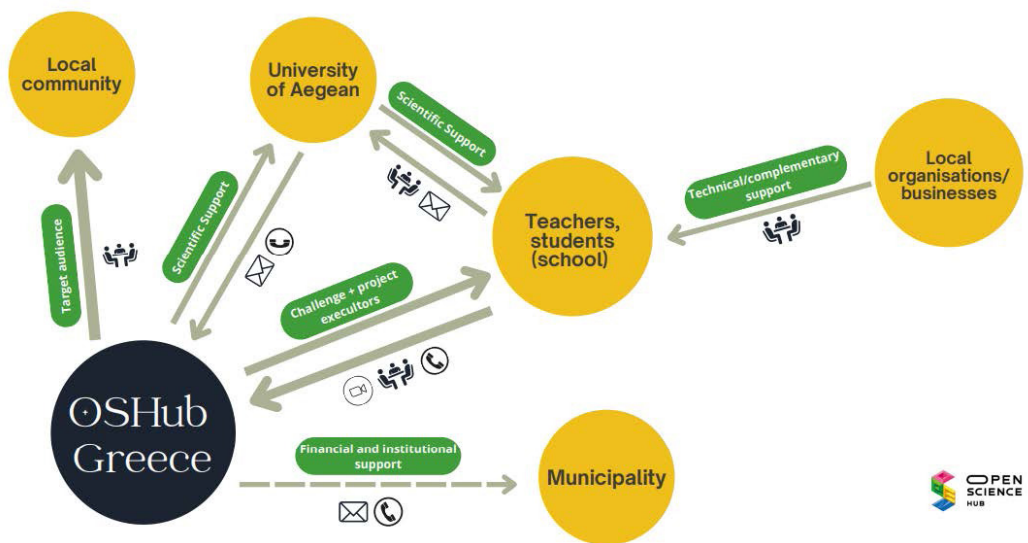 Local
community
University
of Aegean
Scientific Support
Local
organisations/
businesses
Technical/complementary
support
Teachers,
students
(school)
Target audience
Scientific Support
Challenge + project
executors
OSHub
Greece
Financial and institutional
support
Municipality
OPEN
SCIENCE
HUB